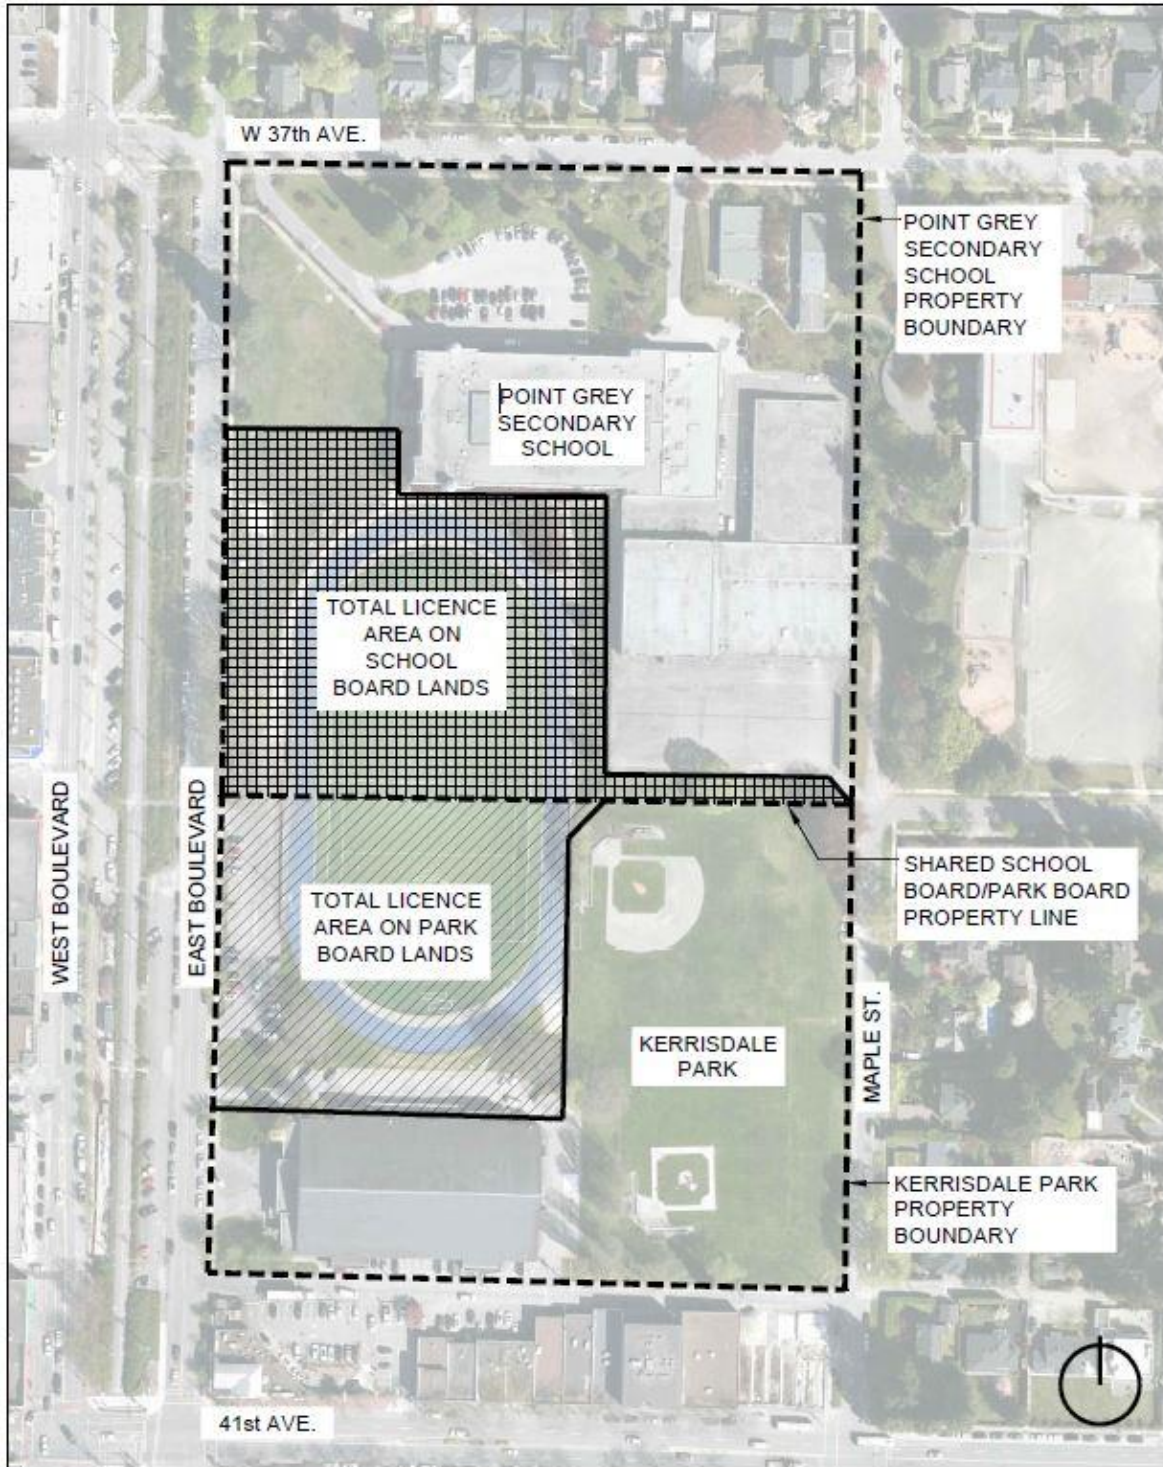 W 37th AVE.
POINT GREY
SECONDARY
SCHOOL
PROPERTY
BOUNDARY
POINT GREY
SECONDARY
SCHOOL
TOTAL LICENCE
AREA ON
SCHOOL
BOARD LANDS
WEST BOULEVARD
EAST BOULEVARD
SHARED SCHOOL
BOARD/PARK BOARD
PROPERTY LINE
TOTAL LICENCE
AREA ON PARK
BOARD LANDS
KERRISDALE
PARK
MAPLE ST.
KERRISDALE PARK
PROPERTY
BOUNDARY
41st AVE.